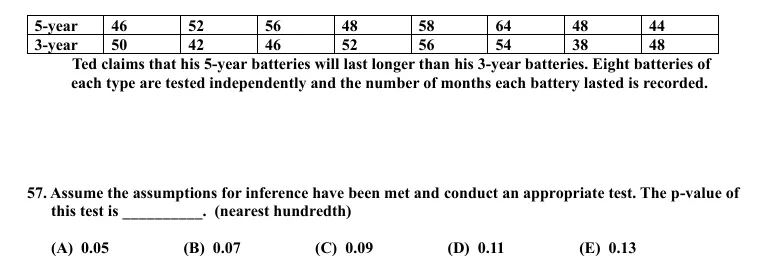 5-year 46 52 56 48 58 64 48 44
3-year 50 42 46 52 56 54 38 48
Ted claims that his 5-year batteries will last longer than his 3-year batteries. Eight batteries of
each type are tested independently and the number of months each battery lasted is recorded.
57. Assume the assumptions for inference have been met and conduct an appropriate test. The p-value of
this test is __________. (nearest hundredth)
(A) 0.05 (B) 0.07 (C) 0.09 (D) 0.11 (E) 0.13